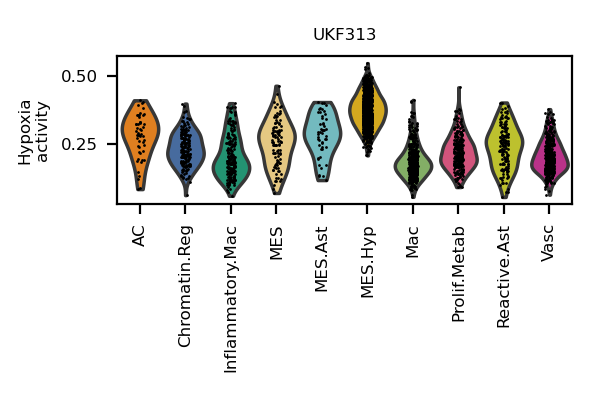 UKF313
Hypoxia
activity
0.50
0.25
AC
Chromatin.Reg
Inflammatory.Mac
MES
MES.Ast
MES.Hyp
Mac
Prolif.Metab
Reactive.Ast
Vasc